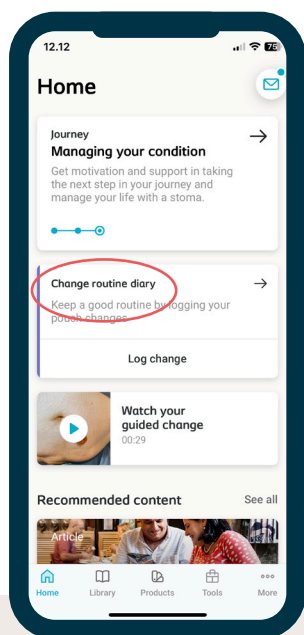 12.12
75
Home
Journey
Managing your condition
Get motivation and support in taking
the next step in your journey and
manage your life with a stoma.
Change routine diary
Keep a good routine by logging your
pouch changes.
Log change
Watch your
guided change
00:29
Recommended content See all
Article
Home Library Products Tools More